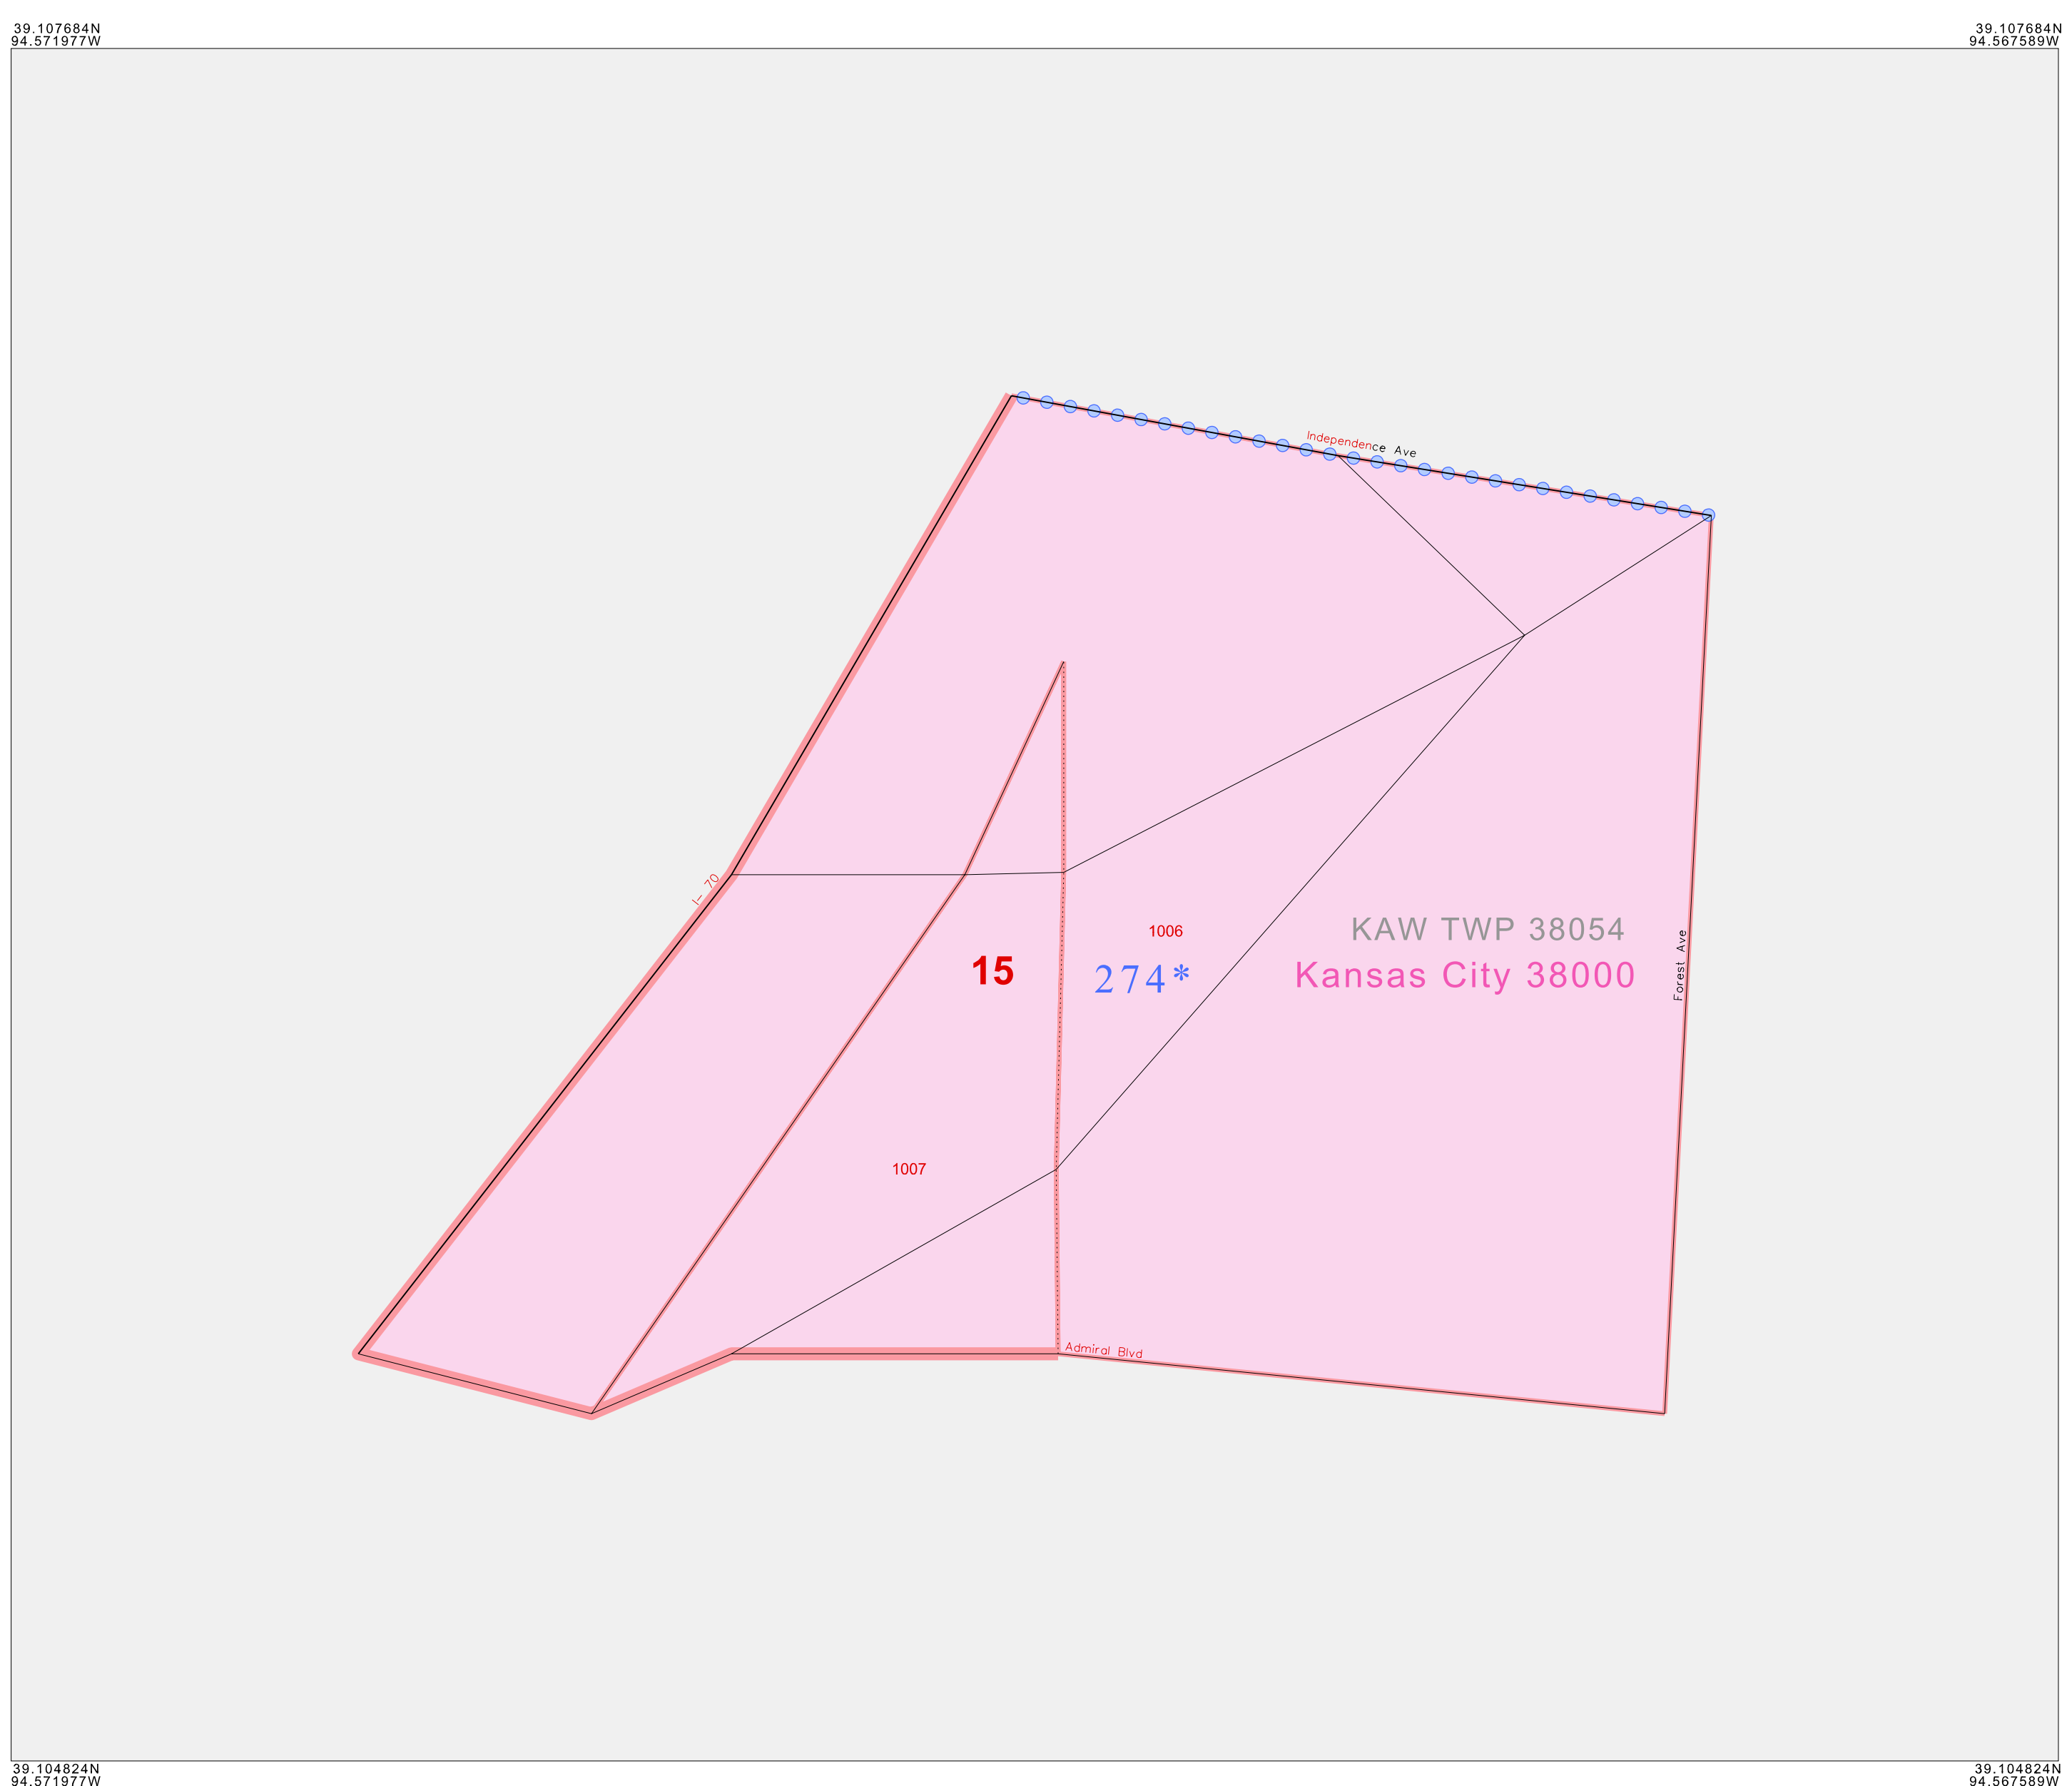 39.107684N
94.571977W
39.107684N
94.567589W
Independence Ave
I- 70
1006
KAW TWP 38054
15
274*
Kansas City 38000
Forest Ave
1007
Admiral Blvd
39.104824N
94.571977W
39.104824N
94.567589W